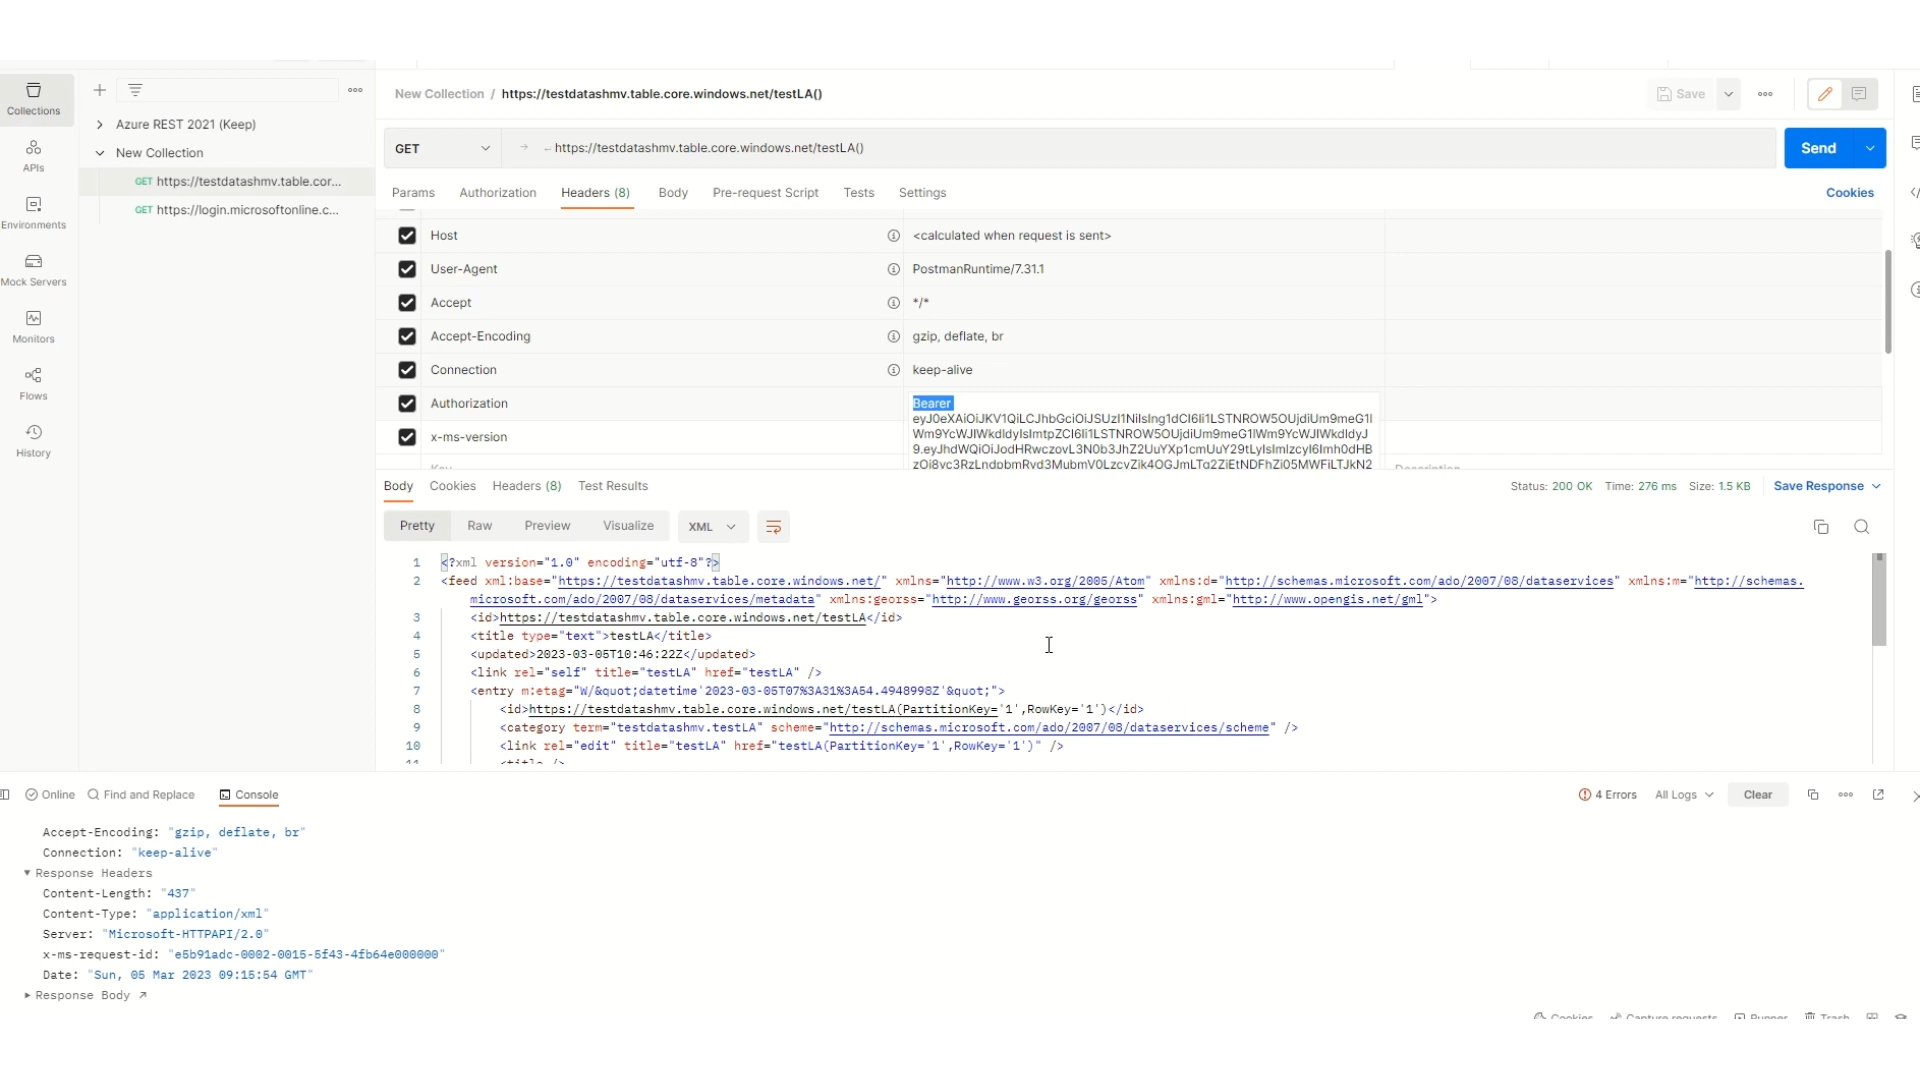 Collections
APIs
Environments
Mock Servers
Monitors
Flows
History
Azure REST 2021 (Keep)
New Collection
GET https://testdatashmv.table.cor...
GET https://login.microsoftonline.c...
New Collection / https://testdatashmv.table.core.windows.net/testLA()
Save
GET
https://testdatashmv.table.core.windows.net/testLA()
Send
Params Authorization Headers (8) Body Pre-request Script Tests Settings
Cookies
Host <calculated when request is sent>
User-Agent PostmanRuntime/7.31.1
Accept */*
Accept-Encoding gzip, deflate, br
Connection keep-alive
Authorization Bearer
x-ms-version
Body Cookies Headers (8) Test Results
Status: 200 OK Time: 276 ms Size: 1.5 KB Save Response
Pretty Raw Preview Visualize XML
1 <?xml version="1.0" encoding="utf-8"?>
2 <feed xml:base="https://testdatashmv.table.core.windows.net/" xmlns="http://www.w3.org/2005/Atom" xmlns:d="http://schemas.microsoft.com/ado/2007/08/dataservices" xmlns:m="http://schemas.
microsoft.com/ado/2007/08/dataservices/metadata" xmlns:georss="http://www.georss.org/georss" xmlns:gml="http://www.opengis.net/gml">
3 <id>https://testdatashmv.table.core.windows.net/testLA</id>
4 <title type="text">testLA</title>
5 <updated>2023-03-05T10:46:22Z</updated>
6 <link rel="self" title="testLA" href="testLA" />
7 <entry m:etag="W/&quot;datetime'2023-03-05T07%3A31%3A54.4948998Z'&quot;">
8 <id>https://testdatashmv.table.core.windows.net/testLA(PartitionKey='1',RowKey='1')</id>
9 <category term="testdatashmv.testLA" scheme="http://schemas.microsoft.com/ado/2007/08/dataservices/scheme" />
10 <link rel="edit" title="testLA" href="testLA(PartitionKey='1',RowKey='1')" />
11 <title />
Online Find and Replace Console
4 Errors All Logs Clear
Accept-Encoding: "gzip, deflate, br"
Connection: "keep-alive"
Response Headers
Content-Length: "437"
Content-Type: "application/xml"
Server: "Microsoft-HTTPAPI/2.0"
x-ms-request-id: "e5b91adc-0002-0015-5f43-4fb64e000000"
Date: "Sun, 05 Mar 2023 09:15:54 GMT"
Response Body
Cookies Capture requests Runner Trash